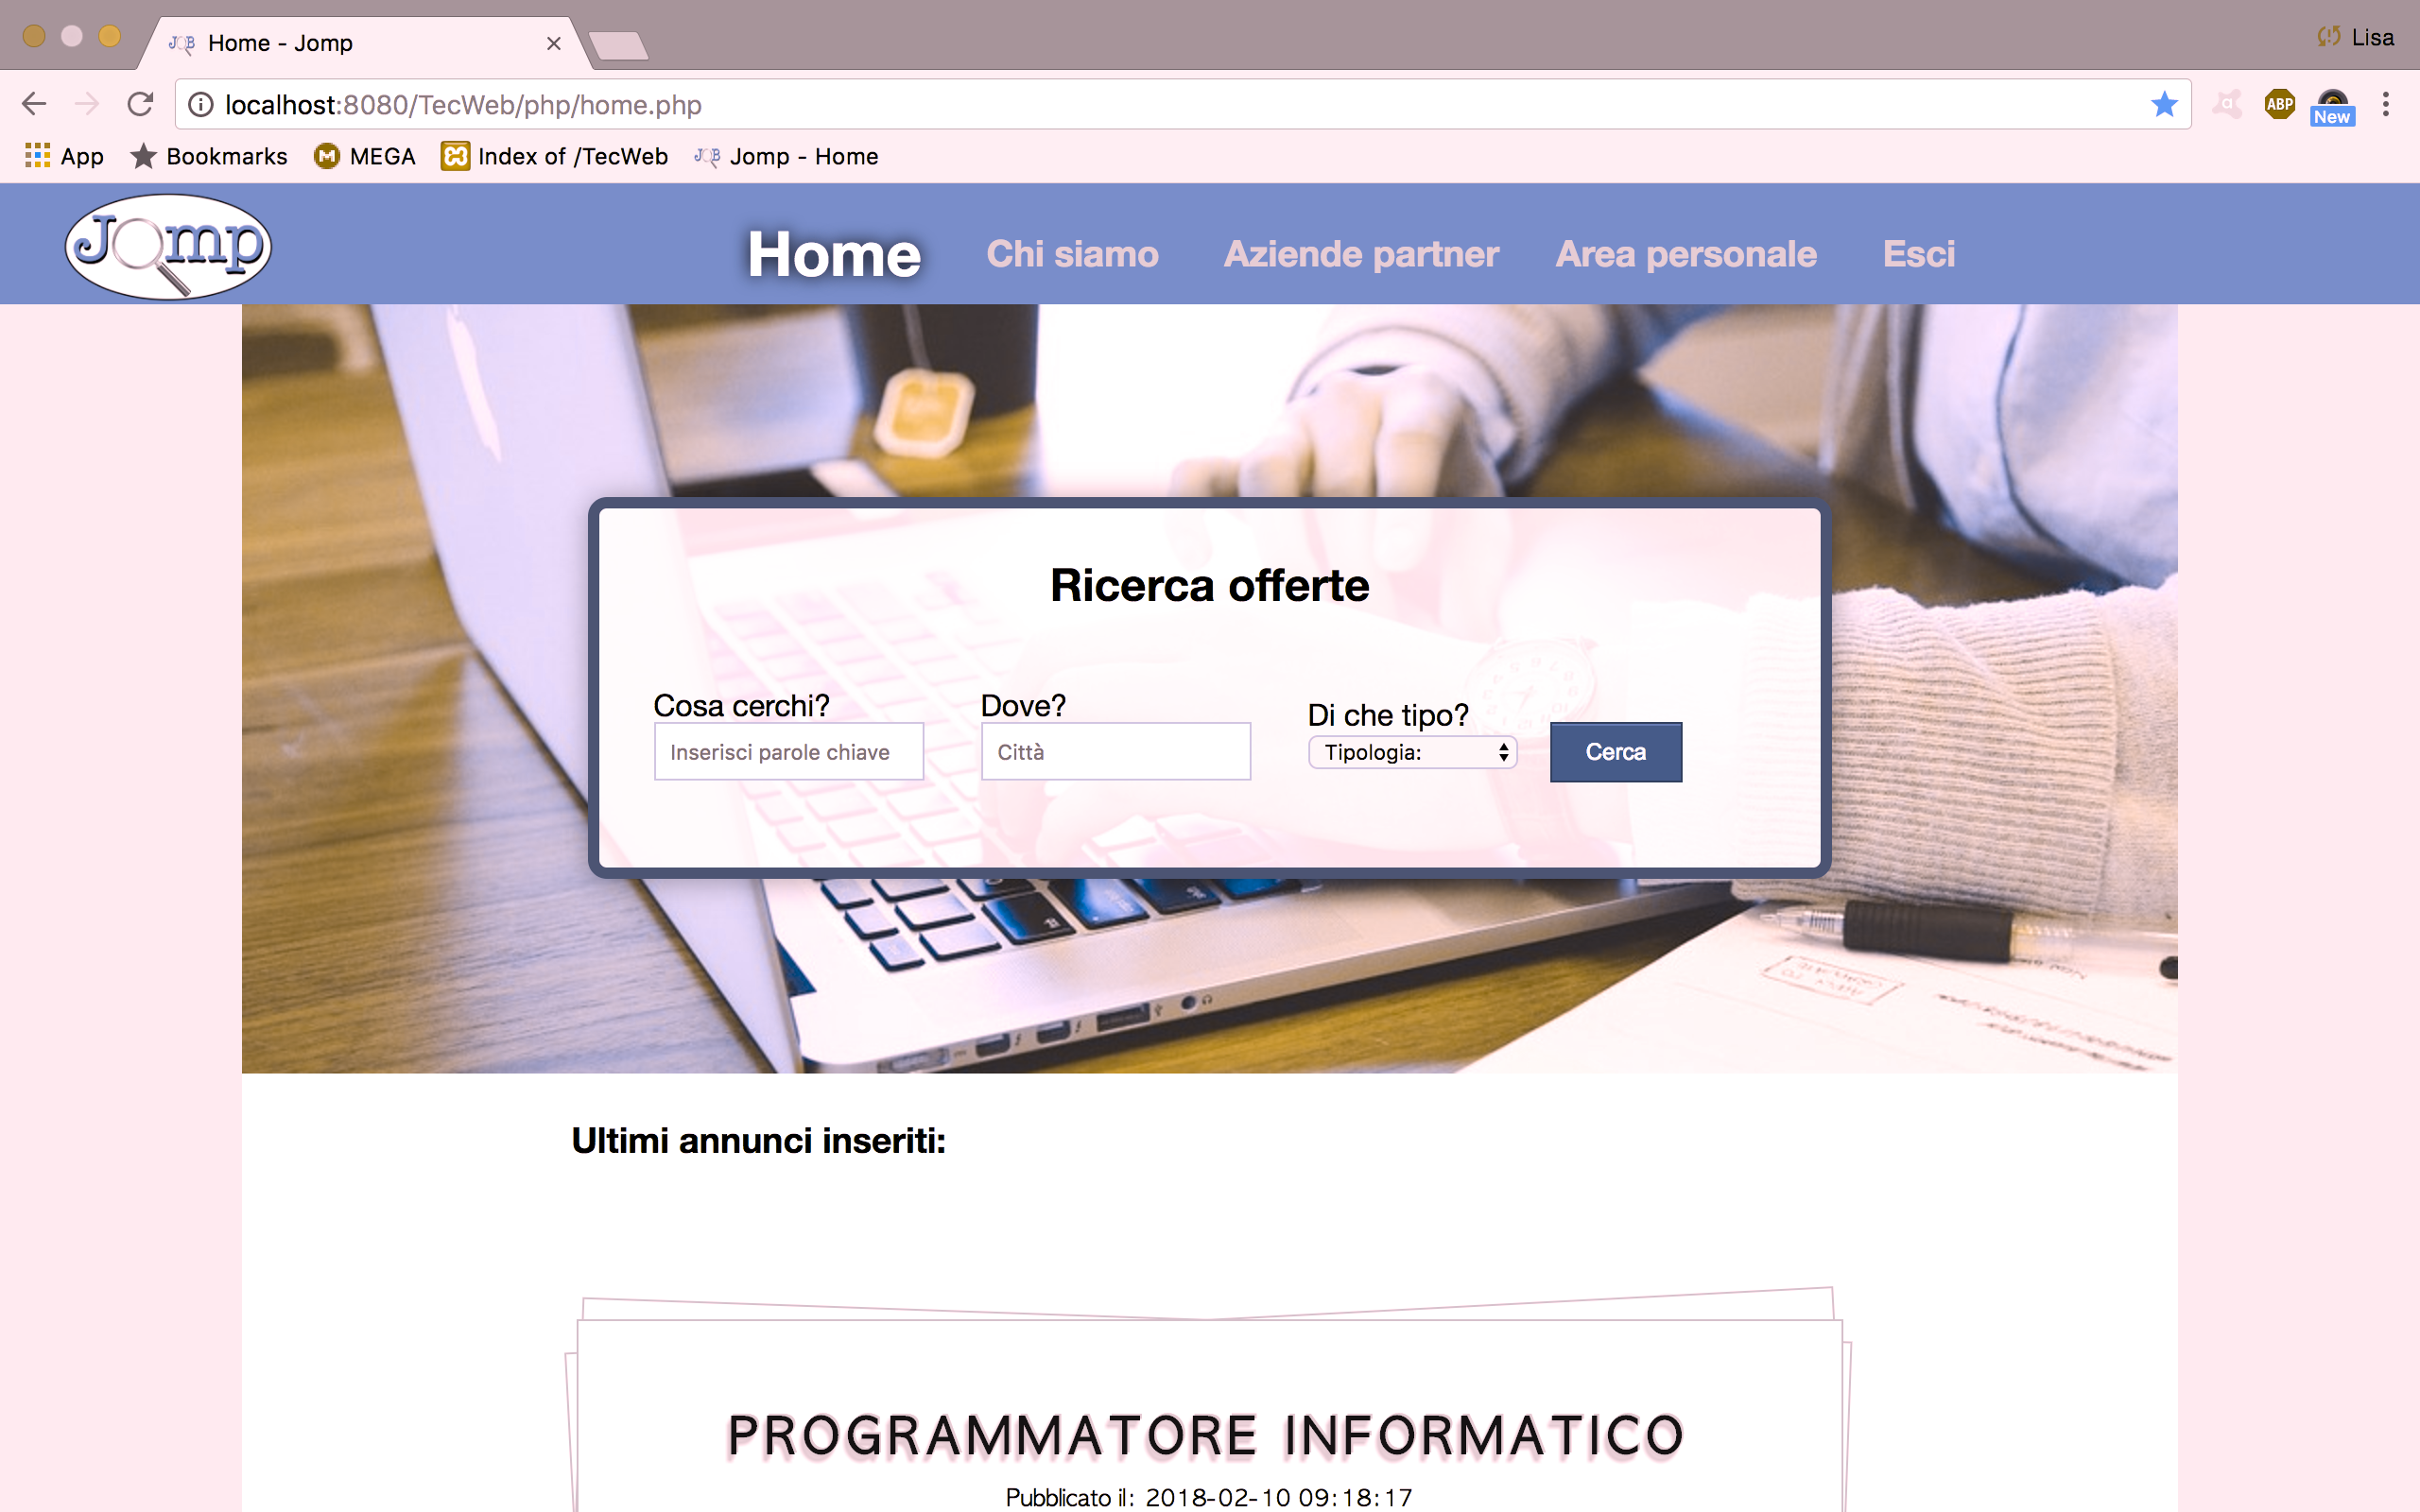 Home - Jomp
Lisa
localhost:8080/TecWeb/php/home.php
ABP
New
App
Bookmarks
MEGA
Index of /TecWeb
Jomp - Home
Jomp
Home
Chi siamo
Aziende partner
Area personale
Esci
Ricerca offerte
Cosa cerchi?
Dove?
Di che tipo?
Inserisci parole chiave
Città
Tipologia:
Cerca
Ultimi annunci inseriti:
PROGRAMMATORE INFORMATICO
Pubblicato il: 2018-02-10 09:18:17